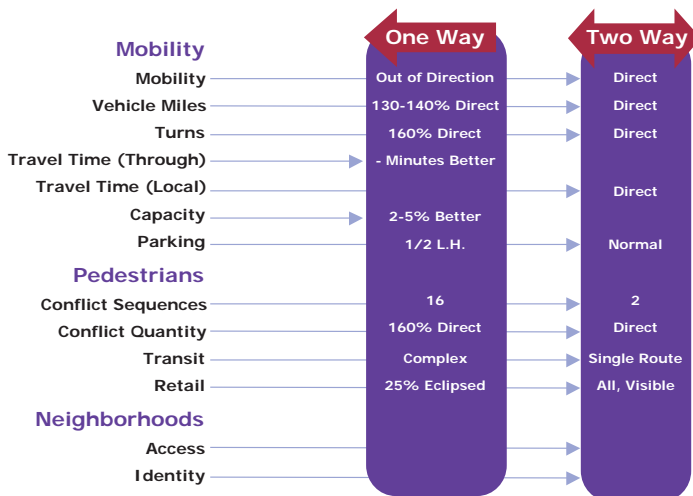 One Way Two Way
Mobility
Mobility Out of Direction Direct
Vehicle Miles 130-140% Direct Direct
Turns 160% Direct Direct
Travel Time (Through) - Minutes Better
Travel Time (Local) Direct
Capacity 2-5% Better
Parking 1/2 L.H. Normal
Pedestrians
Conflict Sequences 16 2
Conflict Quantity 160% Direct Direct
Transit Complex Single Route
Retail 25% Eclipsed All, Visible
Neighborhoods
Access
Identity